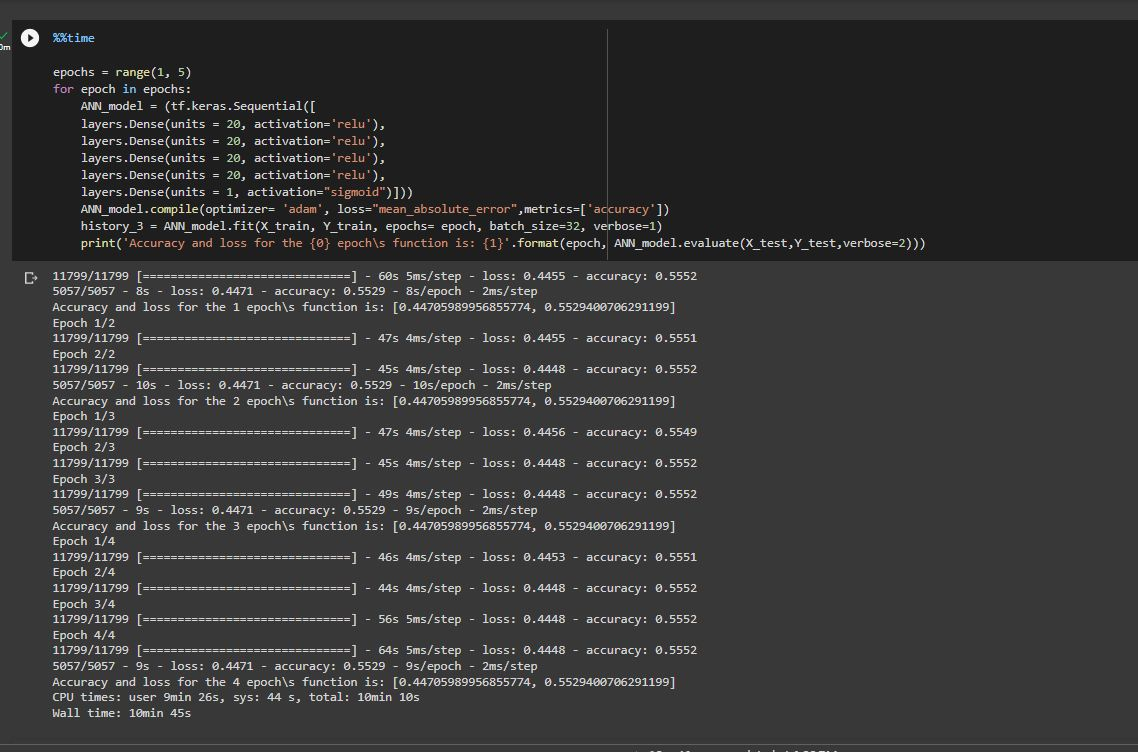 %%time
epochs = range(1, 5)
for epoch in epochs:
ANN_model = (tf.keras.Sequential([
layers.Dense(units = 20, activation='relu'),
layers.Dense(units = 20, activation='relu'),
layers.Dense(units = 20, activation='relu'),
layers.Dense(units = 20, activation='relu'),
layers.Dense(units = 1, activation="sigmoid")]))
ANN_model.compile(optimizer= 'adam', loss="mean_absolute_error",metrics=['accuracy'])
history_3 = ANN_model.fit(X_train, Y_train, epochs= epoch, batch_size=32, verbose=1)
print('Accuracy and loss for the {0} epoch\s function is: {1}'.format(epoch, ANN_model.evaluate(X_test,Y_test,verbose=2)))
11799/11799 [==============================] - 60s 5ms/step - loss: 0.4455 - accuracy: 0.5552
5057/5057 - 8s - loss: 0.4471 - accuracy: 0.5529 - 8s/epoch - 2ms/step
Accuracy and loss for the 1 epoch\s function is: [0.44705989956855774, 0.5529400706291199]
Epoch 1/2
11799/11799 [==============================] - 47s 4ms/step - loss: 0.4455 - accuracy: 0.5551
Epoch 2/2
11799/11799 [==============================] - 45s 4ms/step - loss: 0.4448 - accuracy: 0.5552
5057/5057 - 10s - loss: 0.4471 - accuracy: 0.5529 - 10s/epoch - 2ms/step
Accuracy and loss for the 2 epoch\s function is: [0.44705989956855774, 0.5529400706291199]
Epoch 1/3
11799/11799 [==============================] - 47s 4ms/step - loss: 0.4456 - accuracy: 0.5549
Epoch 2/3
11799/11799 [==============================] - 45s 4ms/step - loss: 0.4448 - accuracy: 0.5552
Epoch 3/3
11799/11799 [==============================] - 49s 4ms/step - loss: 0.4448 - accuracy: 0.5552
5057/5057 - 9s - loss: 0.4471 - accuracy: 0.5529 - 9s/epoch - 2ms/step
Accuracy and loss for the 3 epoch\s function is: [0.44705989956855774, 0.5529400706291199]
Epoch 1/4
11799/11799 [==============================] - 46s 4ms/step - loss: 0.4453 - accuracy: 0.5551
Epoch 2/4
11799/11799 [==============================] - 44s 4ms/step - loss: 0.4448 - accuracy: 0.5552
Epoch 3/4
11799/11799 [==============================] - 56s 5ms/step - loss: 0.4448 - accuracy: 0.5552
Epoch 4/4
11799/11799 [==============================] - 64s 5ms/step - loss: 0.4448 - accuracy: 0.5552
5057/5057 - 9s - loss: 0.4471 - accuracy: 0.5529 - 9s/epoch - 2ms/step
Accuracy and loss for the 4 epoch\s function is: [0.44705989956855774, 0.5529400706291199]
CPU times: user 9min 26s, sys: 44 s, total: 10min 10s
Wall time: 10min 45s